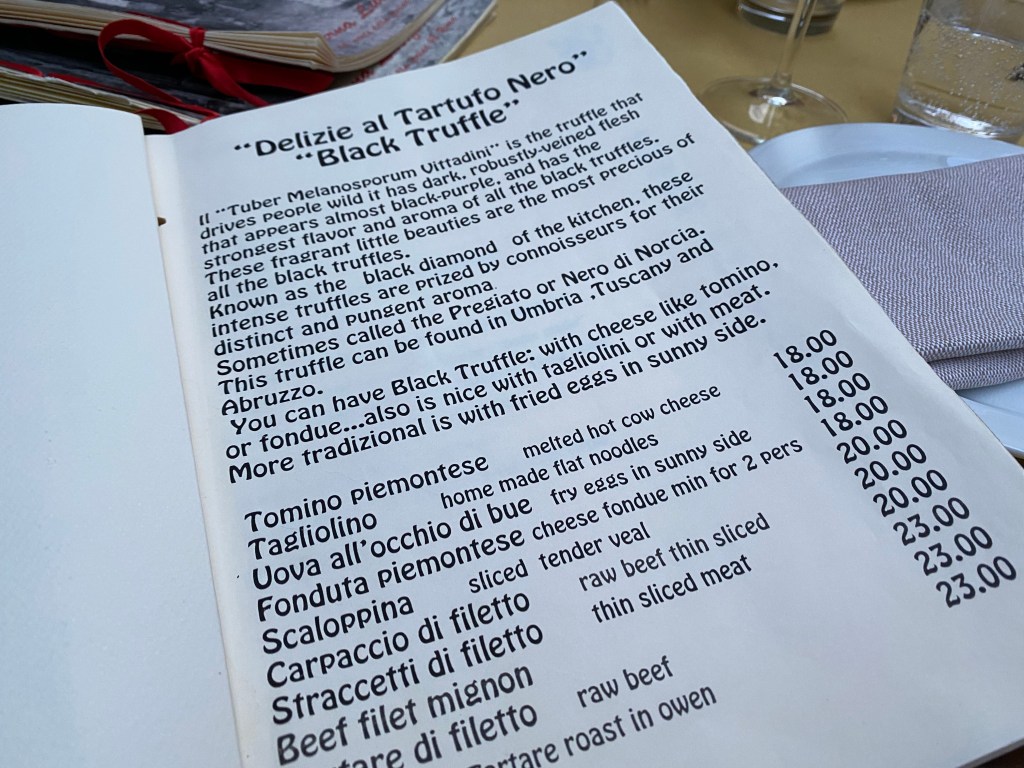 “Delizie al Tartufo Nero”
“Black Truffle”
Il “Tuber Melanosporum Vittadini” is the truffle that
drives people wild it has dark, robustly-veined flesh
that appears almost black-purple, and has the
strongest flavor and aroma of all the black truffles.
These fragrant little beauties are the most precious of
all the black truffles.
Known as the black diamond of the kitchen, these
intense truffles are prized by connoisseurs for their
distinct and pungent aroma.
Sometimes called the Pregiato or Nero di Norcia.
This truffle can be found in Umbria ,Tuscany and
Abruzzo.
You can have Black Truffle: with cheese like tomino,
or fondue...also is nice with tagliolini or with meat.
More tradizional is with fried eggs in sunny side.
Tomino piemontese melted hot cow cheese 18.00
Tagliolino home made flat noodles 18.00
Uova all’occhio di bue fry eggs in sunny side 18.00
Fonduta piemontese cheese fondue min for 2 pers 18.00
Scaloppina sliced tender veal 20.00
Carpaccio di filetto raw beef thin sliced 20.00
Straccetti di filetto thin sliced meat 20.00
Beef filet mignon 23.00
di filetto raw beef 23.00
Tartare roast in owen 23.00